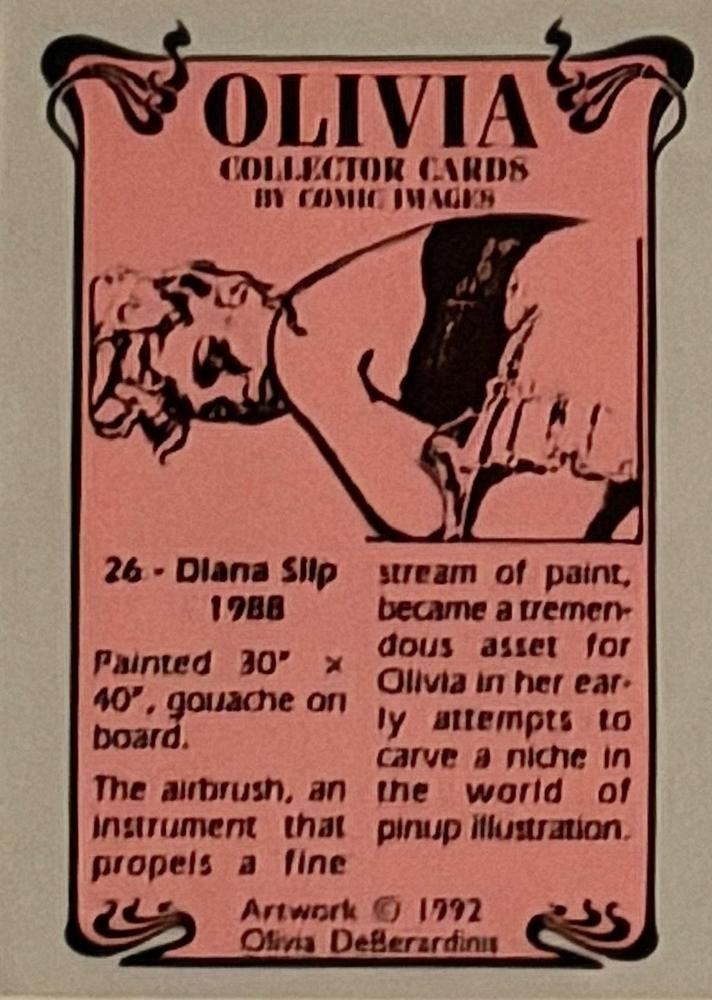 OLIVIA
COLLECTOR CARDS
BY COMIC IMAGES
26 - Diana Slip
1988
Painted 30" x
40", gouache on
board.
The airbrush, an
instrument that
propels a fine
stream of paint,
became a tremen-
dous asset for
Olivia in her ear-
ly attempts to
carve a niche in
the world of
pinup illustration.
Artwork © 1992
Olivia DeBerardinis